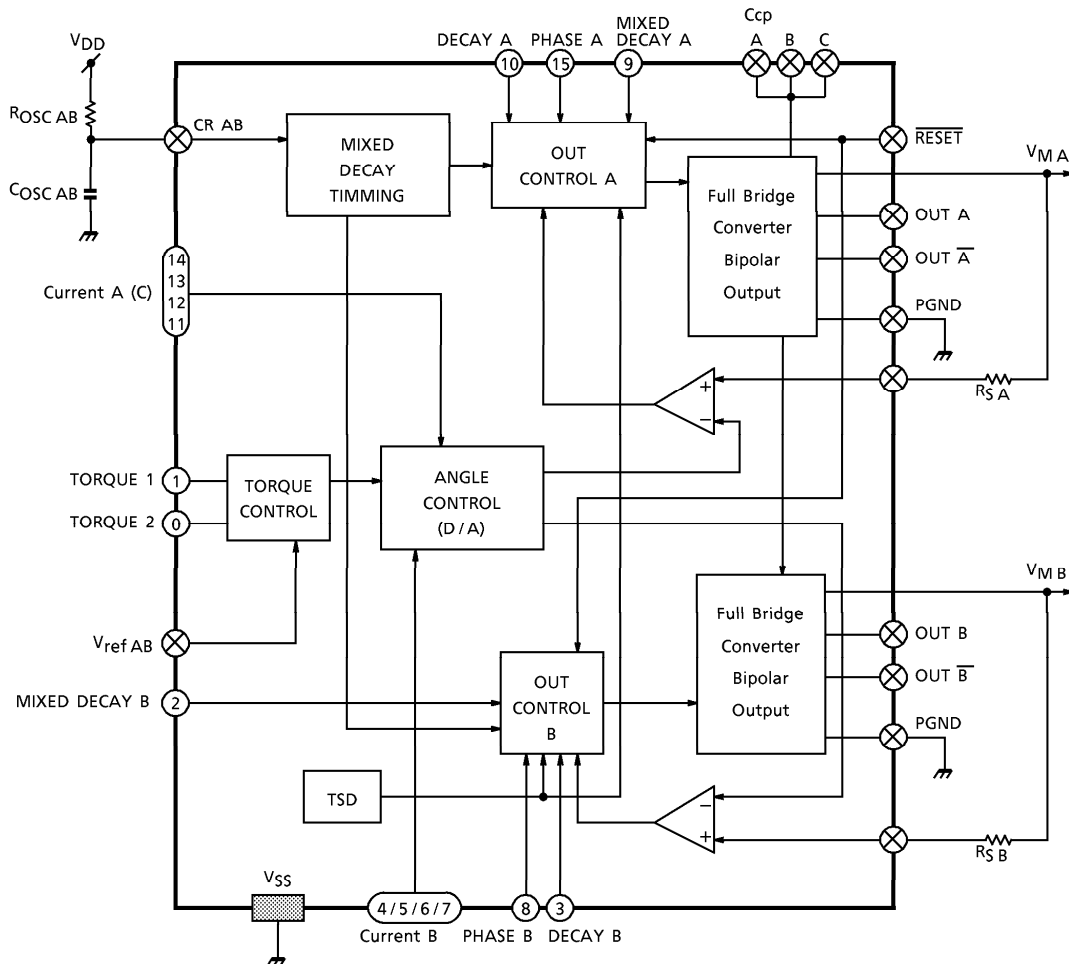 Ccp
MIXED
DECAY A
PHASE A
DECAY A
A
B
C
VDD
10
15
9
ROSC AB
CR AB
COSC AB
MIXED
DECAY
TIMMING
OUT
CONTROL A
RESET
VM A
Full Bridge
Converter
Bipolar
Output
OUT A
OUT A
PGND
14
13
12
11
Current A (C)
+
−
RS A
TORQUE 1
1
TORQUE 2
0
TORQUE
CONTROL
ANGLE
CONTROL
(D/A)
VM B
Vref AB
Full Bridge
Converter
Bipolar
Output
OUT B
OUT B
PGND
MIXED DECAY B
2
OUT
CONTROL
B
TSD
−
+
RS B
VSS
4/5/6/7
8
3
Current B
PHASE B
DECAY B